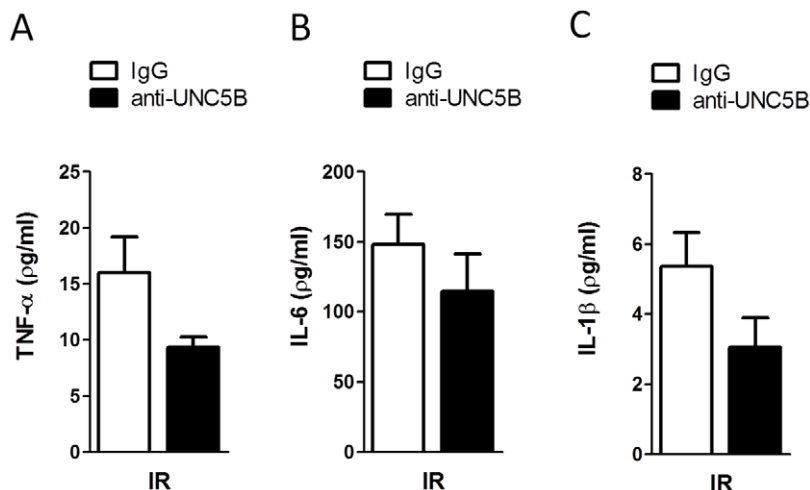 A
IgG
anti-UNC5B
TNF-α (ρg/ml)
25
20
15
10
5
0
IR
B
IgG
anti-UNC5B
IL-6 (ρg/ml)
200
150
100
50
0
IR
C
IgG
anti-UNC5B
IL-1β (ρg/ml)
8
6
4
2
0
IR